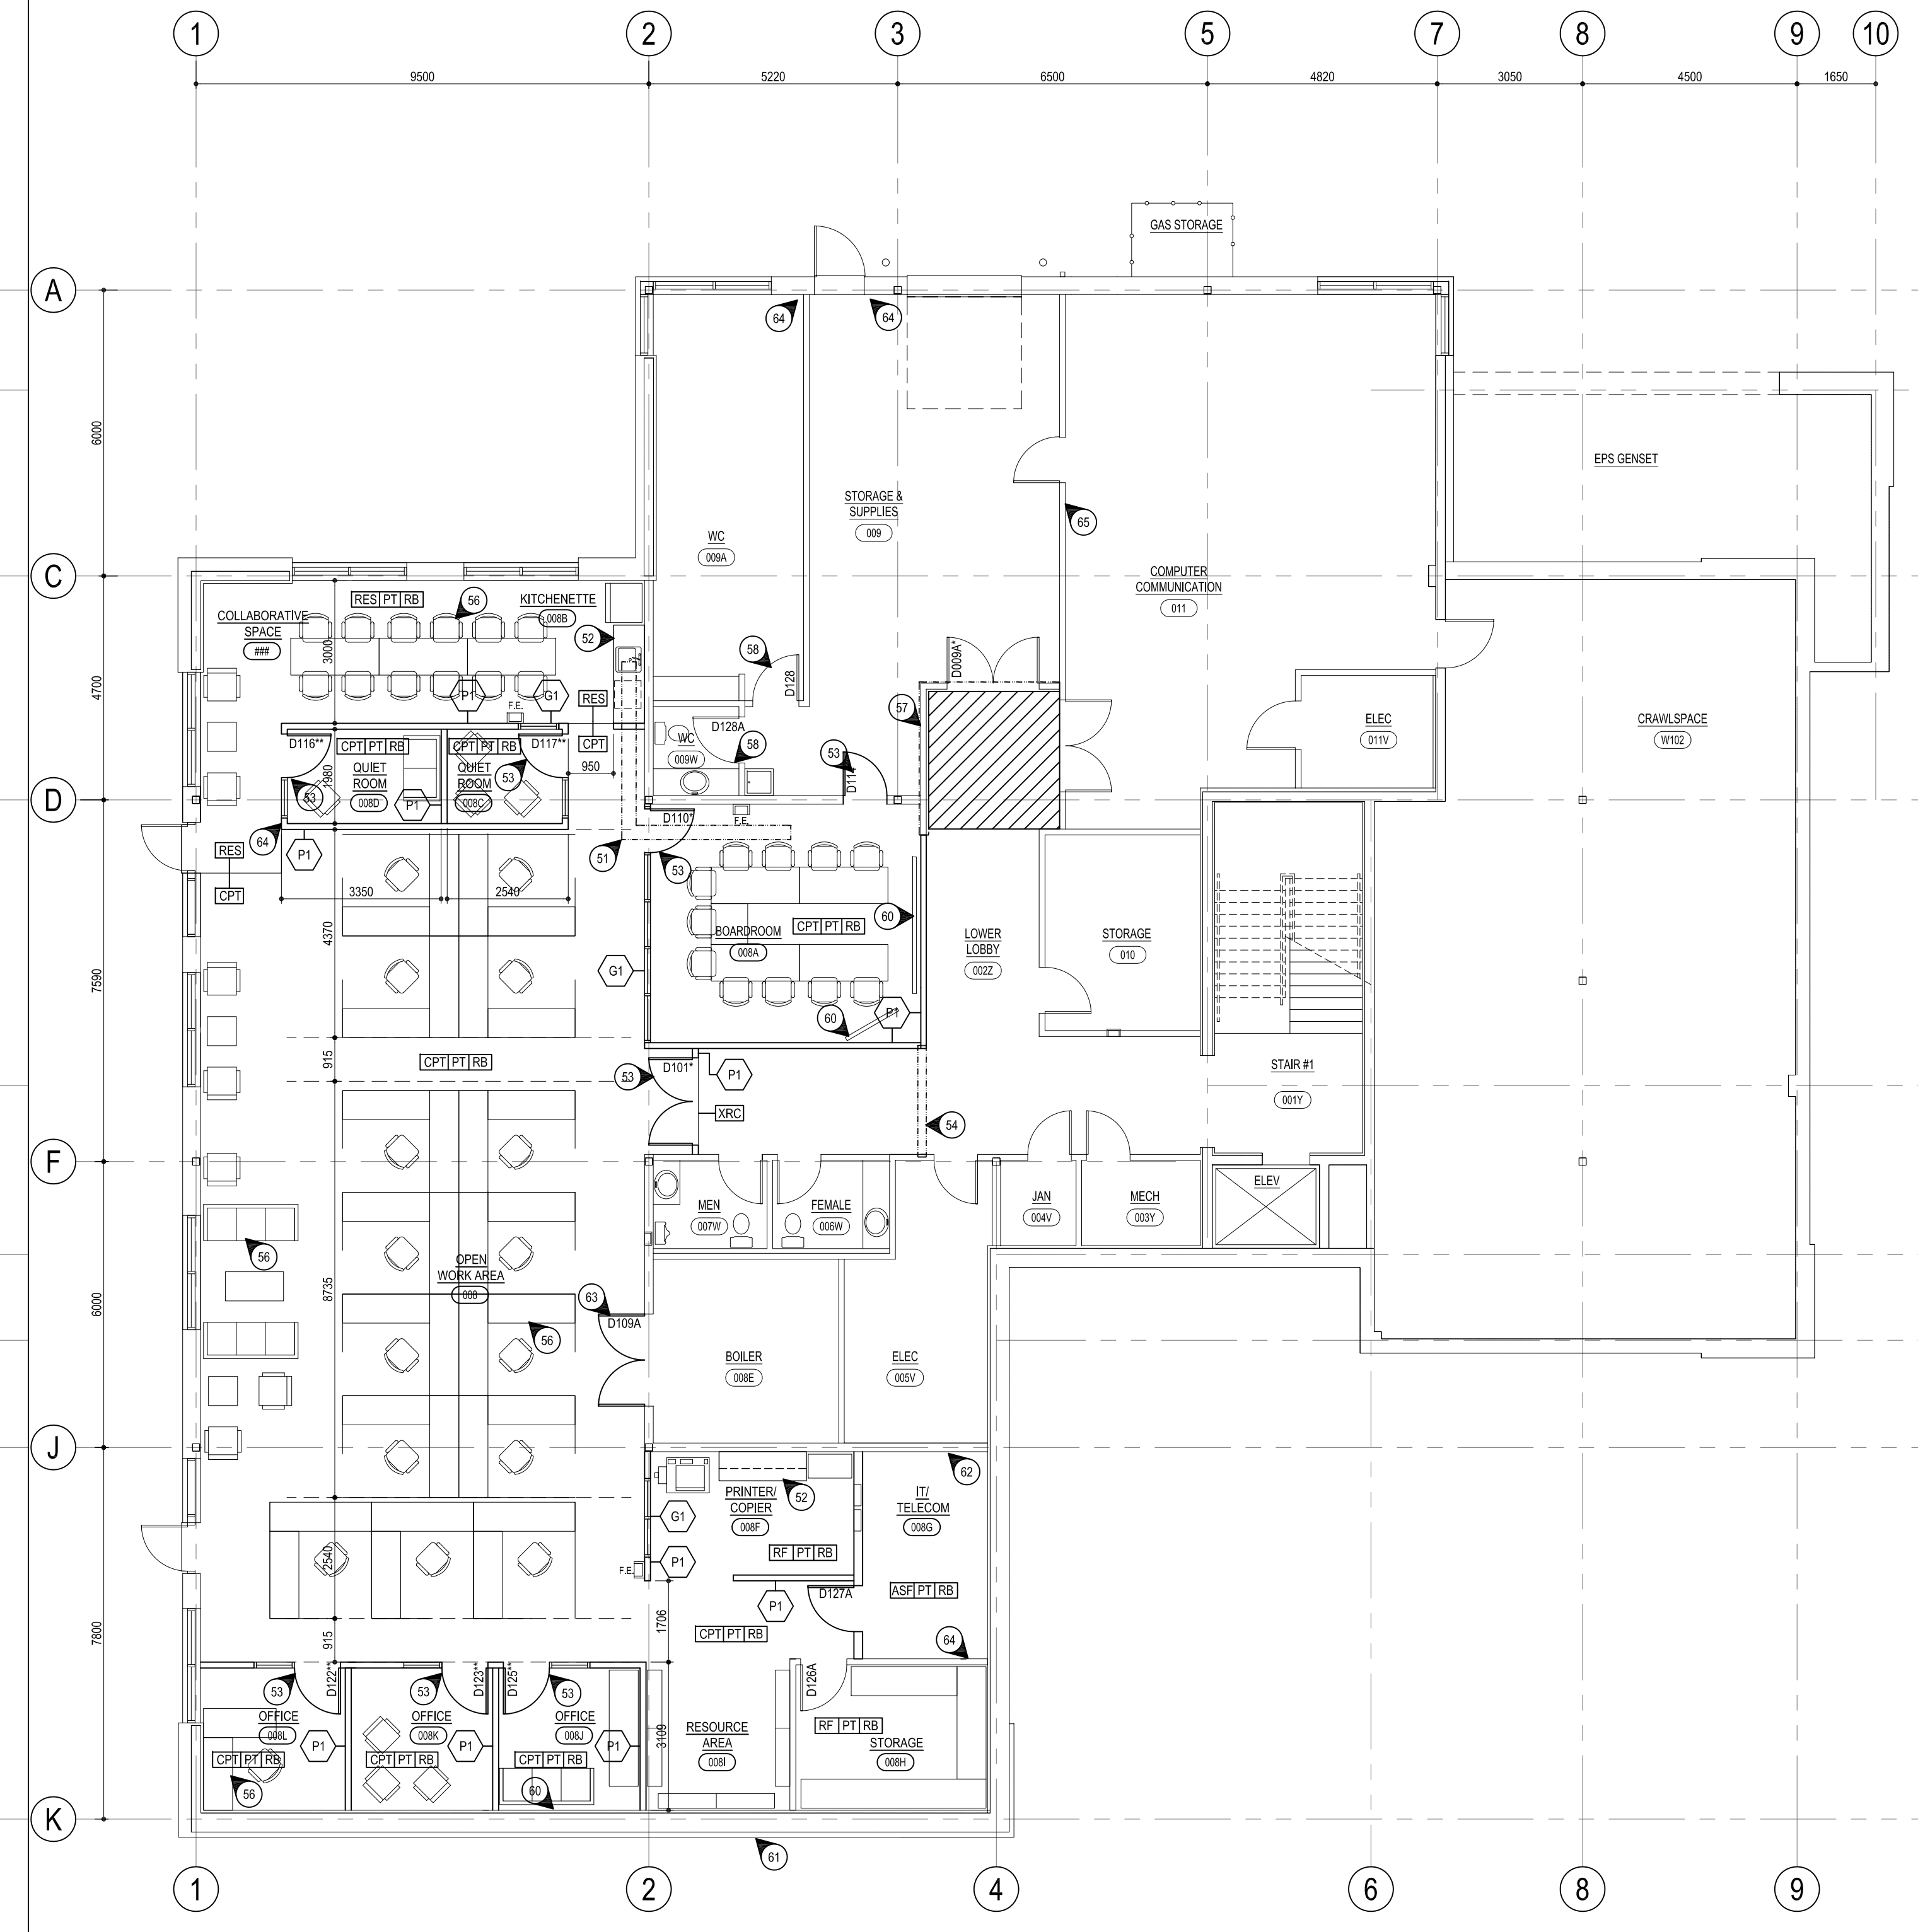 1
2
3
5
7
8
9
10
9500
5220
6500
4820
3050
4500
1650
GAS STORAGE
A
64
64
6000
EPS GENSET
STORAGE &
SUPPLIES
009
65
WC
009A
C
COMPUTER
COMMUNICATION
011
RES PT RB
56
KITCHENETTE
008B
COLLABORATIVE
SPACE
###
52
3000
58
D128
D009A*
4700
P1
G1
RES
F.E.
57
ELEC
011V
CRAWLSPACE
W102
D128A
WC
009W
58
D116**
CPT PT RB
CPT PT RB
D117**
CPT
53
QUIET
ROOM
008D
QUIET
ROOM
008C
53
950
1980
53
P1
D
D110*
F.E.
64
P1
51
53
RES
CPT
3350
2540
60
CPT PT RB
BOARDROOM
008A
4370
LOWER
LOBBY
002Z
STORAGE
010
7590
G1
60
P1
915
CPT PT RB
D101*
53
P1
STAIR #1
001Y
XRC
54
F
ELEV
MEN
007W
FEMALE
006W
JAN
004V
MECH
003Y
56
OPEN
WORK AREA
008
8735
6000
63
D109A
56
BOILER
008E
ELEC
005V
J
62
PRINTER/
COPIER
008F
52
IT/
TELECOM
008G
G1
RF PT RB
2540
F.E.
P1
D127A
ASF PT RB
P1
1706
CPT PT RB
7800
915
64
D122**
D123**
D125**
D126A
53
53
53
OFFICE
008L
OFFICE
008K
OFFICE
008J
P1
P1
P1
RESOURCE
AREA
008I
3109
RF PT RB
STORAGE
008H
CPT PT RB
CPT PT RB
CPT PT RB
56
60
K
61
1
2
4
6
8
9